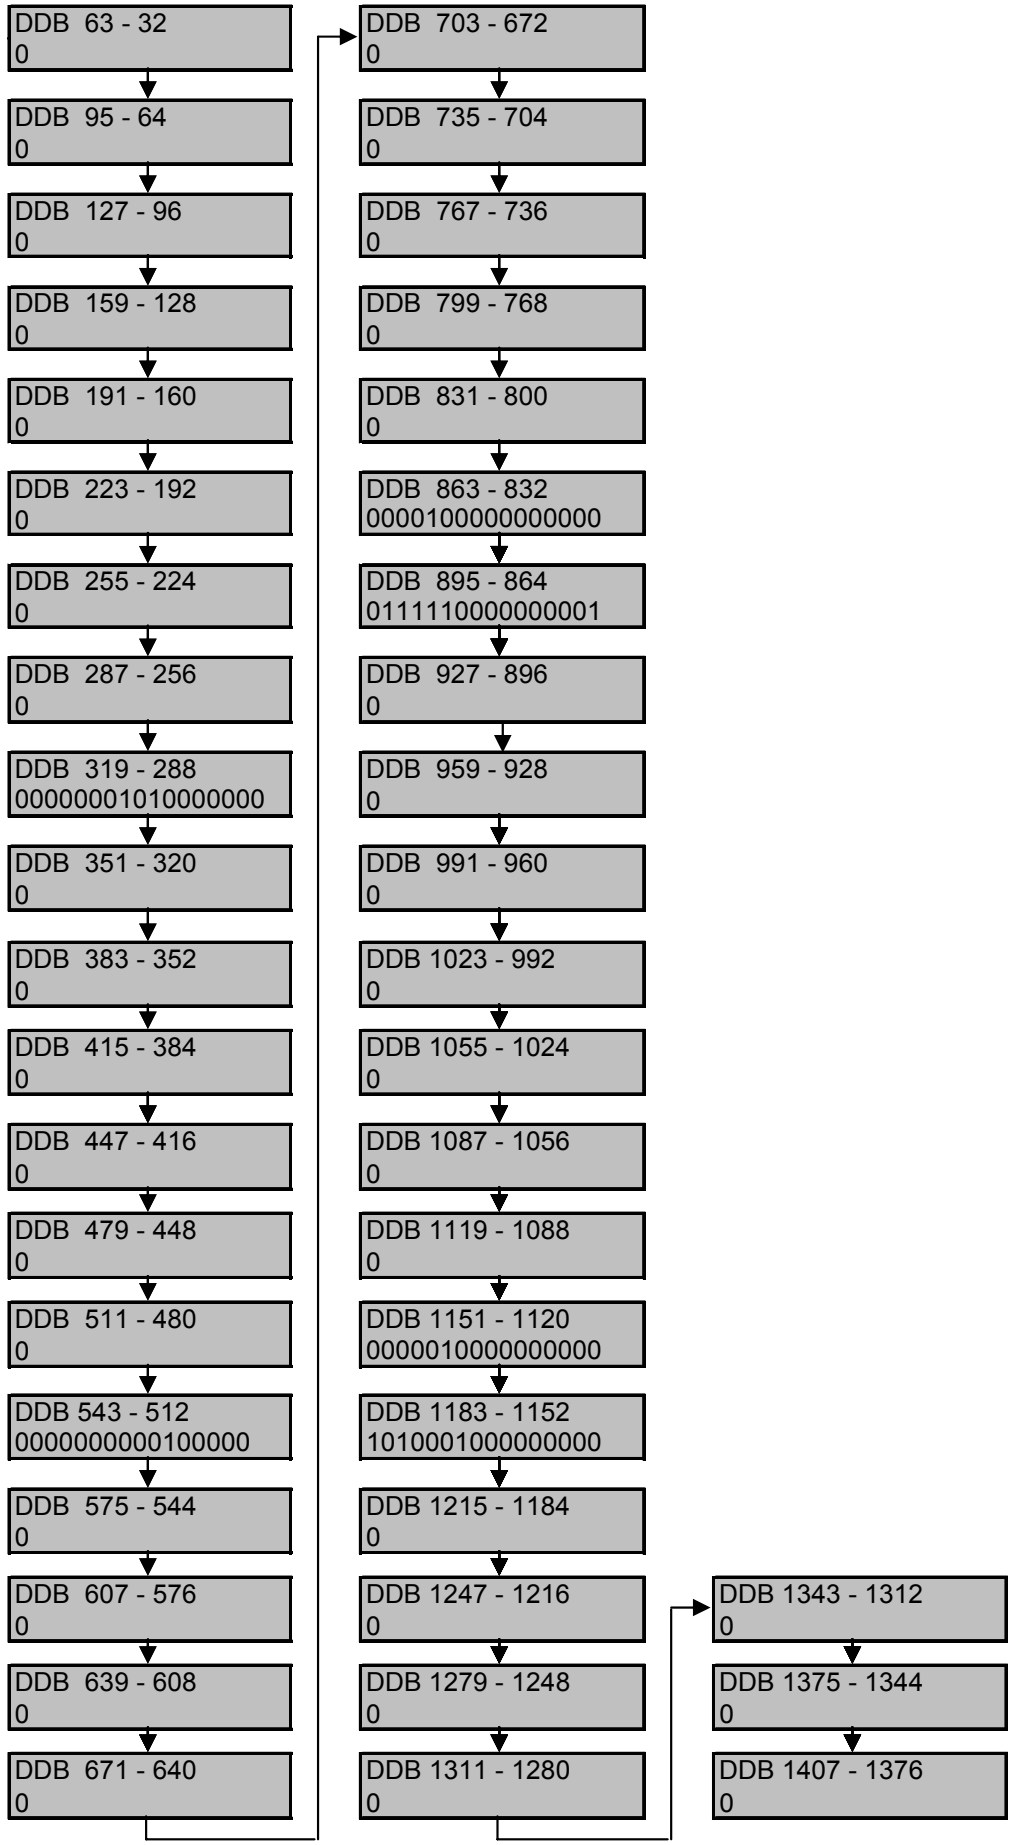 DDB 63 - 32
0
DDB 95 - 64
0
DDB 127 - 96
0
DDB 159 - 128
0
DDB 191 - 160
0
DDB 223 - 192
0
DDB 255 - 224
0
DDB 287 - 256
0
DDB 319 - 288
00000001010000000
DDB 351 - 320
0
DDB 383 - 352
0
DDB 415 - 384
0
DDB 447 - 416
0
DDB 479 - 448
0
DDB 511 - 480
0
DDB 543 - 512
0000000000100000
DDB 575 - 544
0
DDB 607 - 576
0
DDB 639 - 608
0
DDB 671 - 640
0
DDB 703 - 672
0
DDB 735 - 704
0
DDB 767 - 736
0
DDB 799 - 768
0
DDB 831 - 800
0
DDB 863 - 832
0000100000000000
DDB 895 - 864
0111110000000001
DDB 927 - 896
0
DDB 959 - 928
0
DDB 991 - 960
0
DDB 1023 - 992
0
DDB 1055 - 1024
0
DDB 1087 - 1056
0
DDB 1119 - 1088
0
DDB 1151 - 1120
0000010000000000
DDB 1183 - 1152
1010001000000000
DDB 1215 - 1184
0
DDB 1247 - 1216
0
DDB 1279 - 1248
0
DDB 1311 - 1280
0
DDB 1343 - 1312
0
DDB 1375 - 1344
0
DDB 1407 - 1376
0